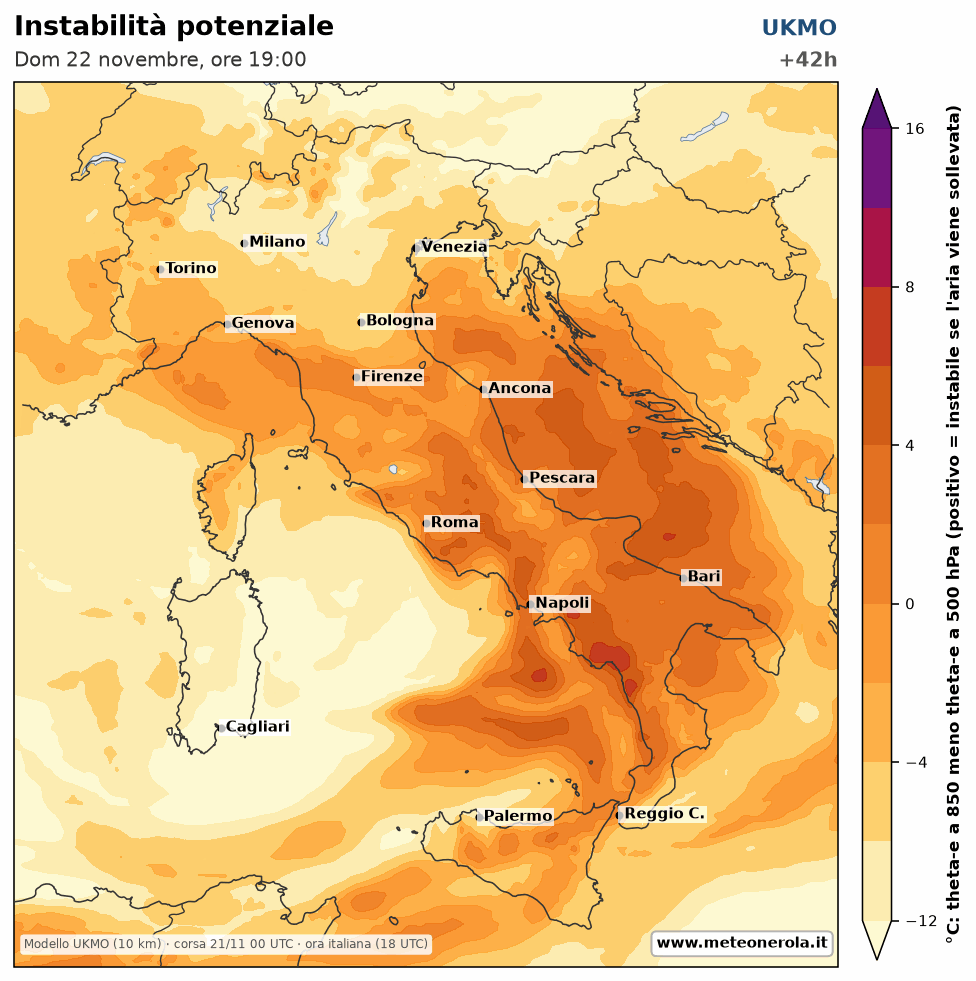 Instabilità potenziale
UKMO
Dom 22 novembre, ore 19:00
+42h
Milano
Venezia
Torino
Genova
Bologna
Firenze
Ancona
Pescara
Roma
Bari
Napoli
Cagliari
Palermo
Reggio C.
16
8
4
0
−4
−12
°C: theta-e a 850 meno theta-e a 500 hPa (positivo = instabile se l'aria viene sollevata)
Modello UKMO (10 km) · corsa 21/11 00 UTC · ora italiana (18 UTC)
www.meteonerola.it